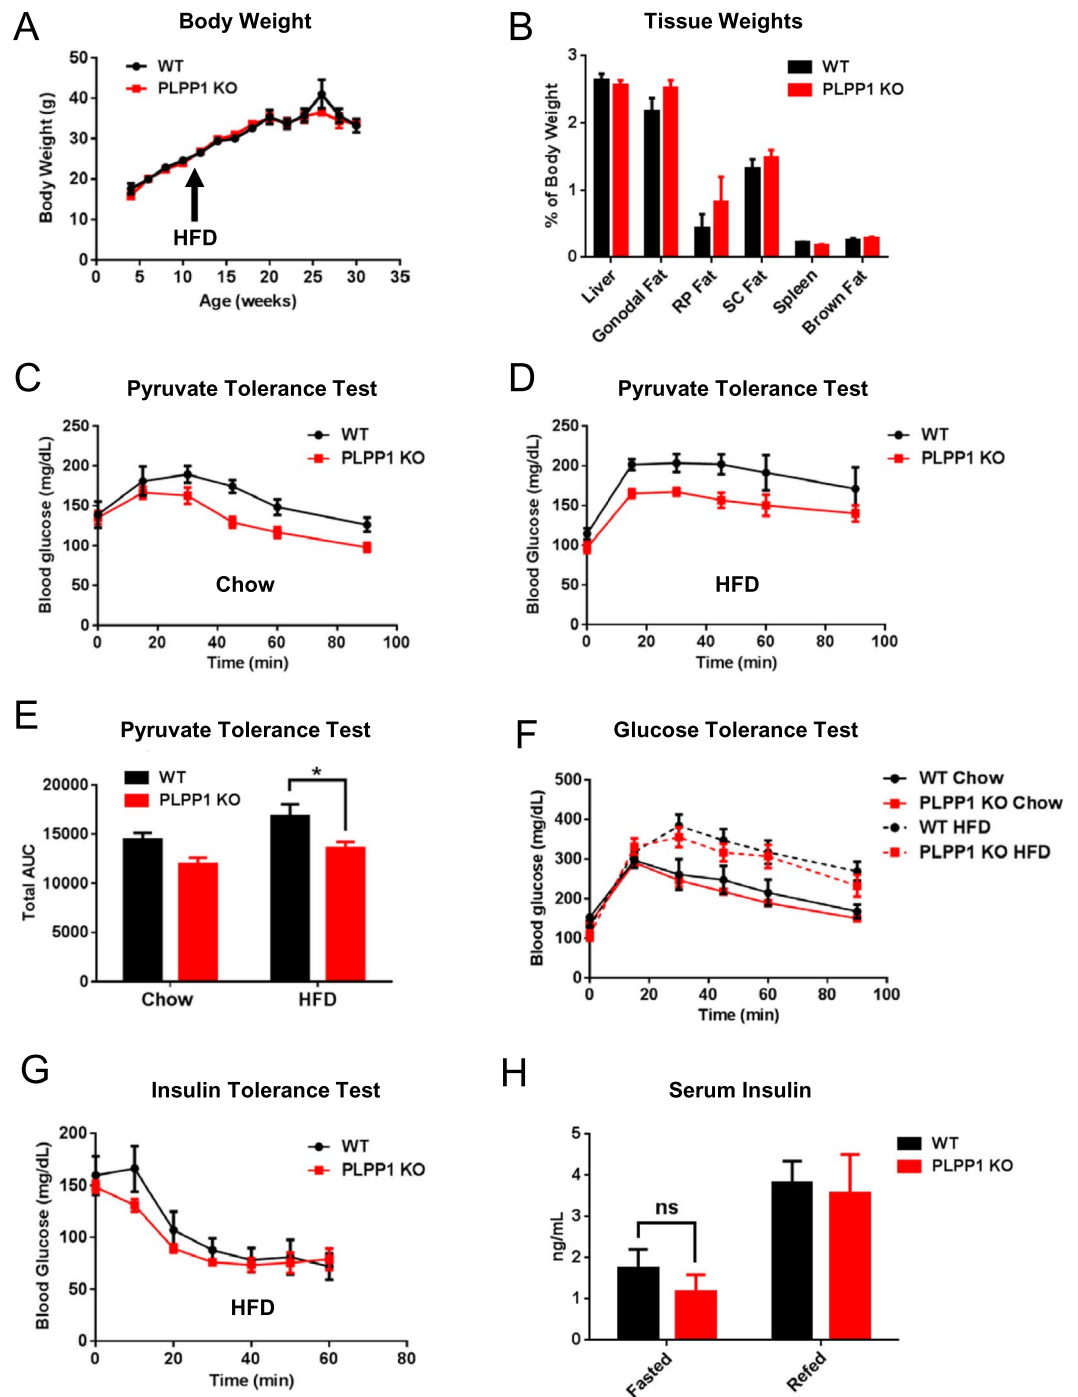 A
Body Weight
50
40
30
20
10
0
Body Weight (g)
WT
PLPP1 KO
HFD
0 5 10 15 20 25 30 35
Age (weeks)
B
Tissue Weights
3
2
1
0
% of Body Weight
WT
PLPP1 KO
Liver
Gonodal Fat
RP Fat
SC Fat
Spleen
Brown Fat
C
Pyruvate Tolerance Test
250
200
150
100
50
0
Blood glucose (mg/dL)
WT
PLPP1 KO
Chow
0 20 40 60 80 100
Time (min)
D
Pyruvate Tolerance Test
250
200
150
100
50
0
Blood Glucose (mg/dL)
WT
PLPP1 KO
HFD
0 20 40 60 80 100
Time (min)
E
Pyruvate Tolerance Test
20000
15000
10000
5000
0
Total AUC
WT
PLPP1 KO
*
Chow HFD
F
Glucose Tolerance Test
500
400
300
200
100
0
Blood glucose (mg/dL)
WT Chow
PLPP1 KO Chow
WT HFD
PLPP1 KO HFD
0 20 40 60 80 100
Time (min)
G
Insulin Tolerance Test
200
150
100
50
0
Blood Glucose (mg/dL)
WT
PLPP1 KO
HFD
0 20 40 60 80
Time (min)
H
Serum Insulin
5
4
3
2
1
0
ng/mL
WT
PLPP1 KO
ns
Fasted
Refed